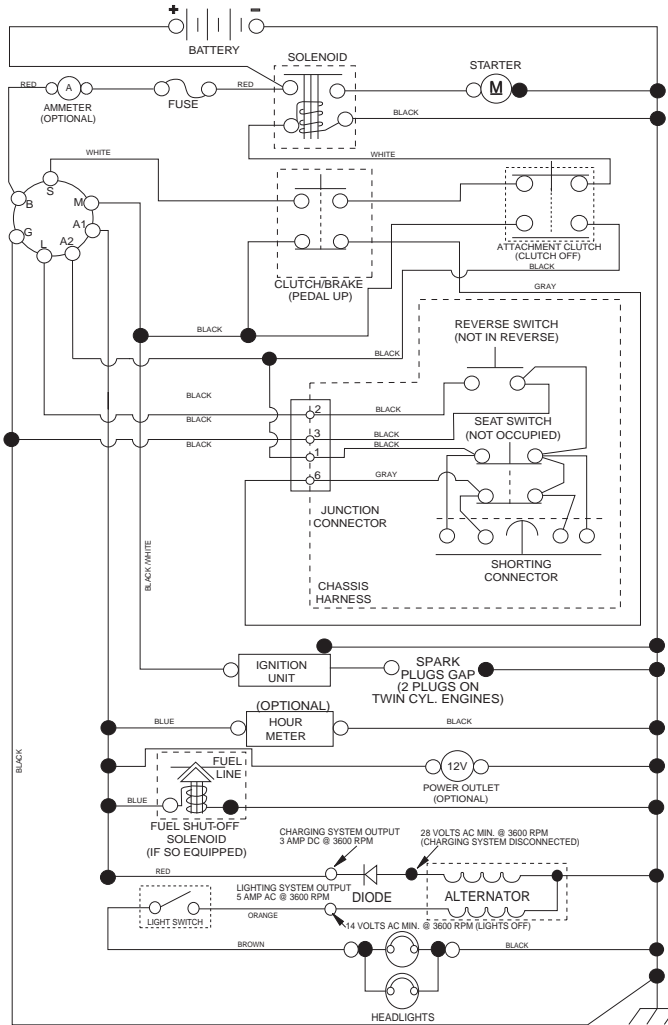 + −
BATTERY
SOLENOID
STARTER
RED
A
AMMETER
(OPTIONAL)
FUSE
RED
M
BLACK
WHITE
WHITE
B
S
M
A1
A2
L
G
CLUTCH/BRAKE
(PEDAL UP)
ATTACHMENT CLUTCH
(CLUTCH OFF)
BLACK
GRAY
BLACK
BLACK
REVERSE SWITCH
(NOT IN REVERSE)
BLACK
BLACK
BLACK
2
3
1
6
BLACK
BLACK
BLACK
GRAY
SEAT SWITCH
(NOT OCCUPIED)
JUNCTION
CONNECTOR
SHORTING
CONNECTOR
CHASSIS
HARNESS
BLACK/WHITE
BLACK
IGNITION
UNIT
SPARK
PLUGS GAP
(2 PLUGS ON
TWIN CYL. ENGINES)
(OPTIONAL)
HOUR
METER
BLUE
BLACK
FUEL
LINE
12V
POWER OUTLET
(OPTIONAL)
BLUE
FUEL SHUT-OFF
SOLENOID
(IF SO EQUIPPED)
CHARGING SYSTEM OUTPUT
3 AMP DC @ 3600 RPM
28 VOLTS AC MIN. @ 3600 RPM
(CHARGING SYSTEM DISCONNECTED)
RED
DIODE
ALTERNATOR
LIGHTING SYSTEM OUTPUT
5 AMP AC @ 3600 RPM
LIGHT SWITCH
ORANGE
14 VOLTS AC MIN. @ 3600 RPM (LIGHTS OFF)
BROWN
BLACK
HEADLIGHTS